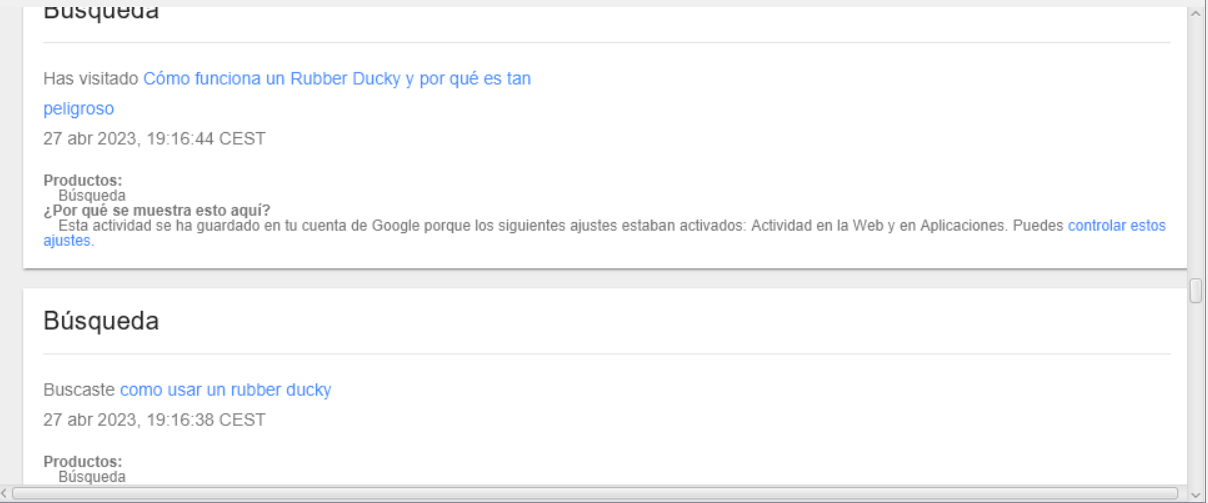 Búsqueda
Has visitado Cómo funciona un Rubber Ducky y por qué es tan
peligroso
27 abr 2023, 19:16:44 CEST
Productos:
Búsqueda
¿Por qué se muestra esto aquí?
Esta actividad se ha guardado en tu cuenta de Google porque los siguientes ajustes estaban activados: Actividad en la Web y en Aplicaciones. Puedes controlar estos
ajustes.
Búsqueda
Buscaste como usar un rubber ducky
27 abr 2023, 19:16:38 CEST
Productos:
Búsqueda